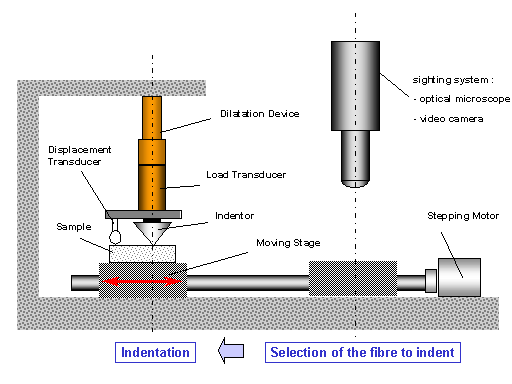 sighting system :
- optical microscope
- video camera
Dilatation Device
Displacement
Transducer
Load Transducer
Indentor
Sample
Stepping Motor
Moving Stage
Indentation
Selection of the fibre to indent